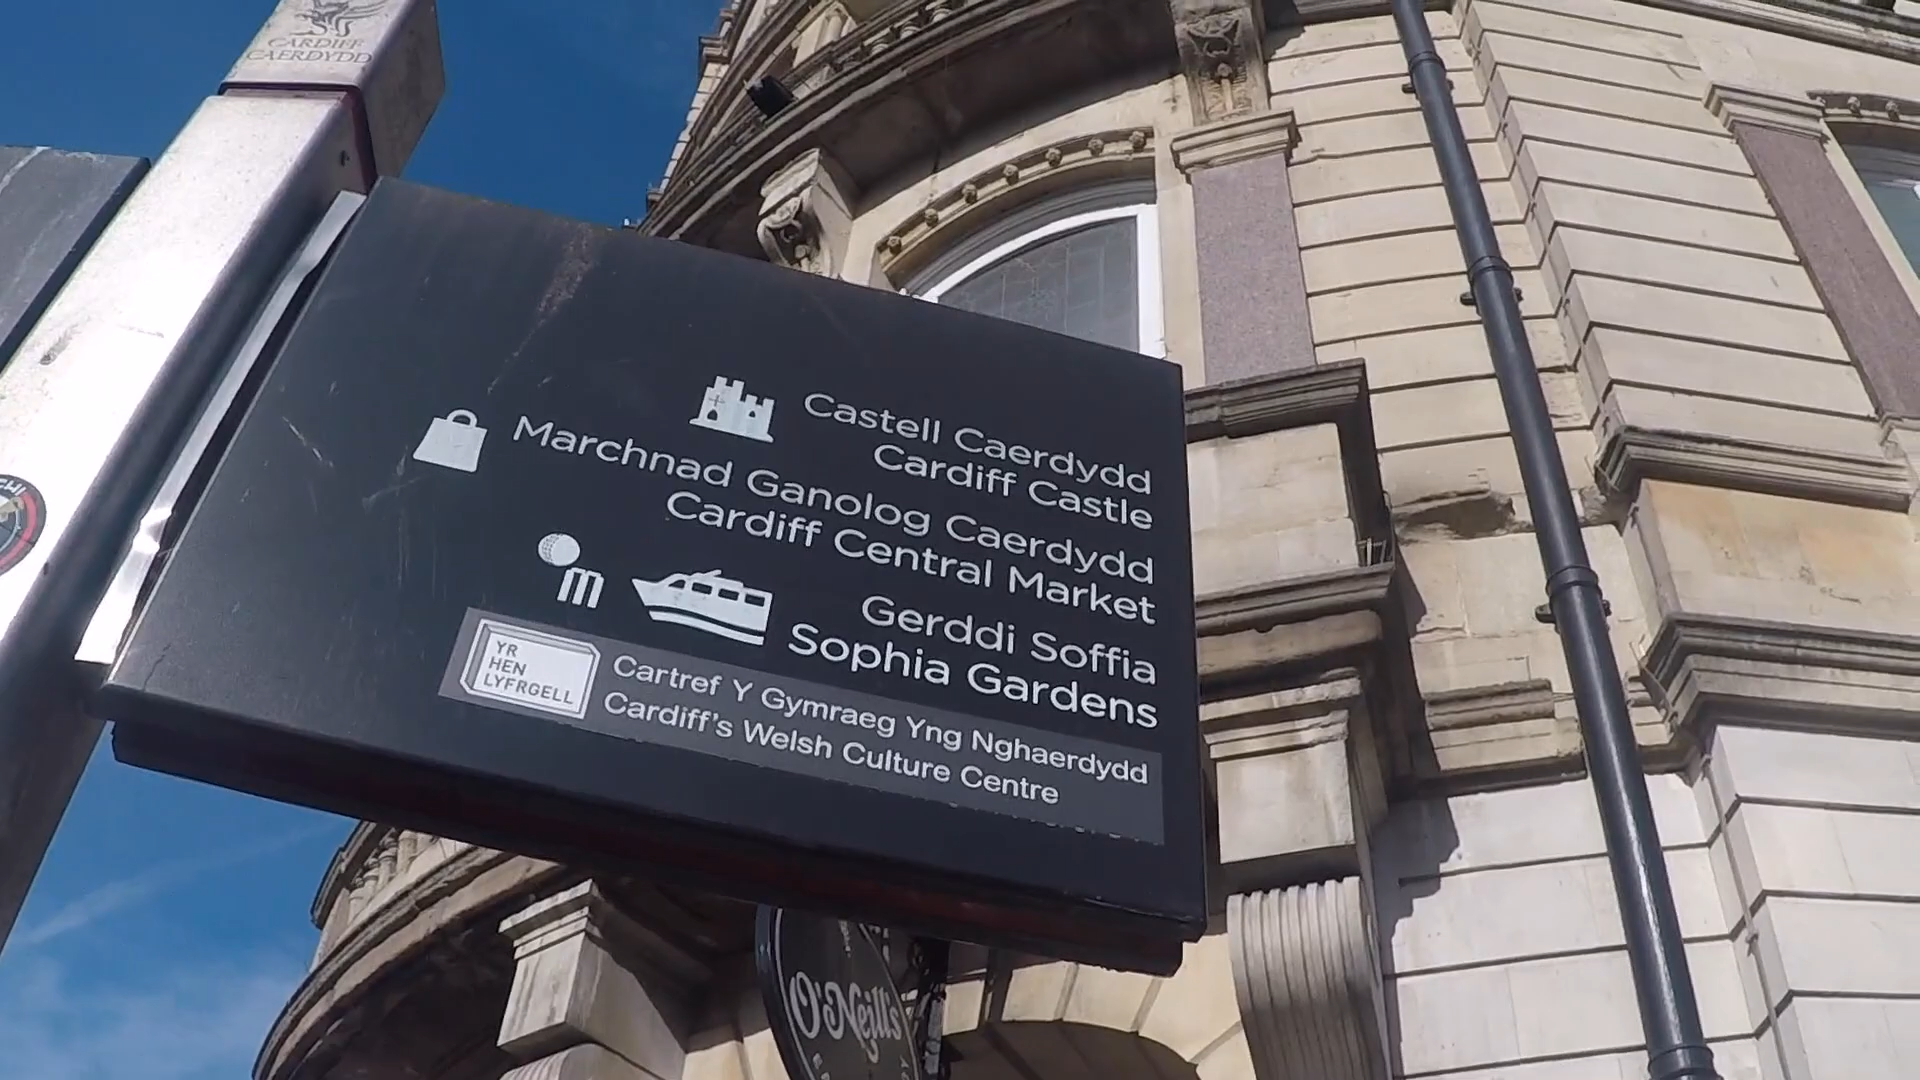 CARDIFF
CAERDYDD
Castell Caerdydd
Cardiff Castle
Marchnad Ganolog Caerdydd
Cardiff Central Market
Gerddi Soffia
Sophia Gardens
YR
HEN
LYFRGELL
Cartref Y Gymraeg Yng Nghaerdydd
Cardiff's Welsh Culture Centre
O'Neill's